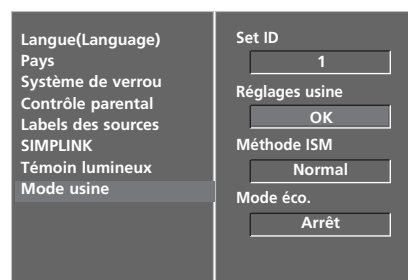 Langue(Language)
Pays
Système de verrou
Contrôle parental
Labels des sources
SIMPLINK
Témoin lumineux
Mode usine
Set ID
1
Réglages usine
OK
Méthode ISM
Normal
Mode éco.
Arrêt